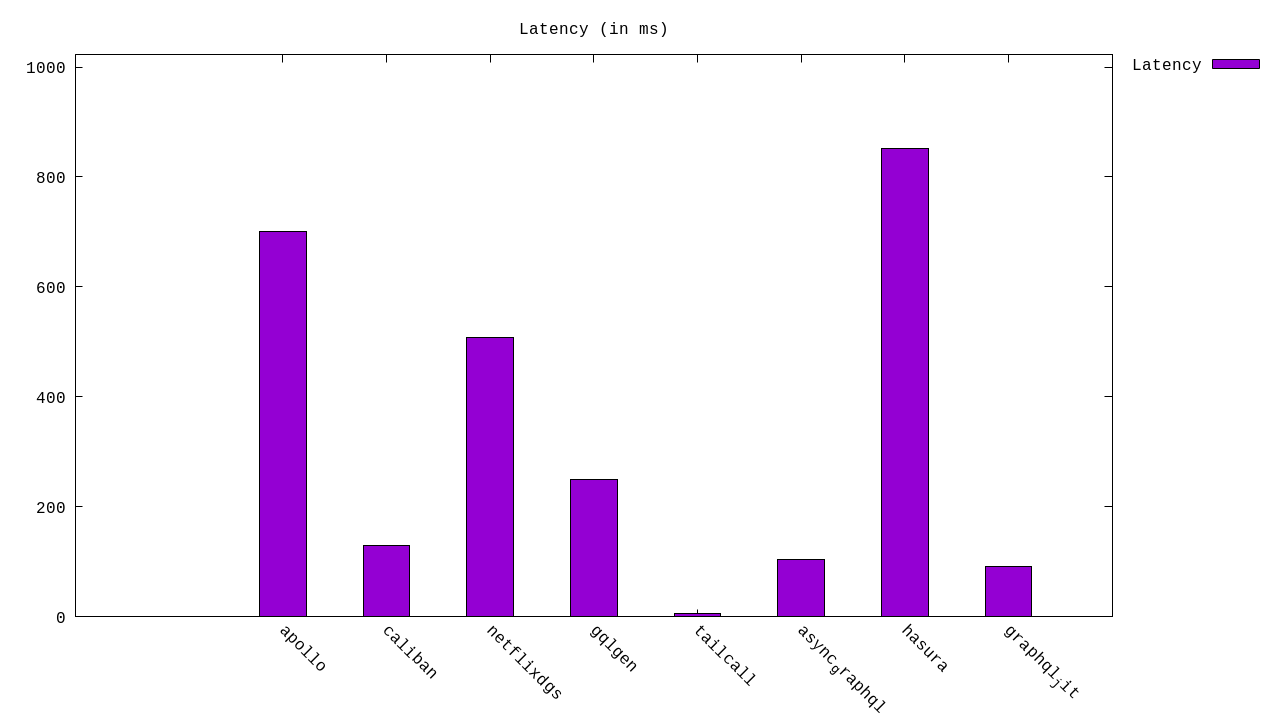 Latency (in ms)
Latency
1000
800
600
400
200
0
apollo
caliban
netflixdgs
gqlgen
tailcall
async_graphql
hasura
graphql_jit